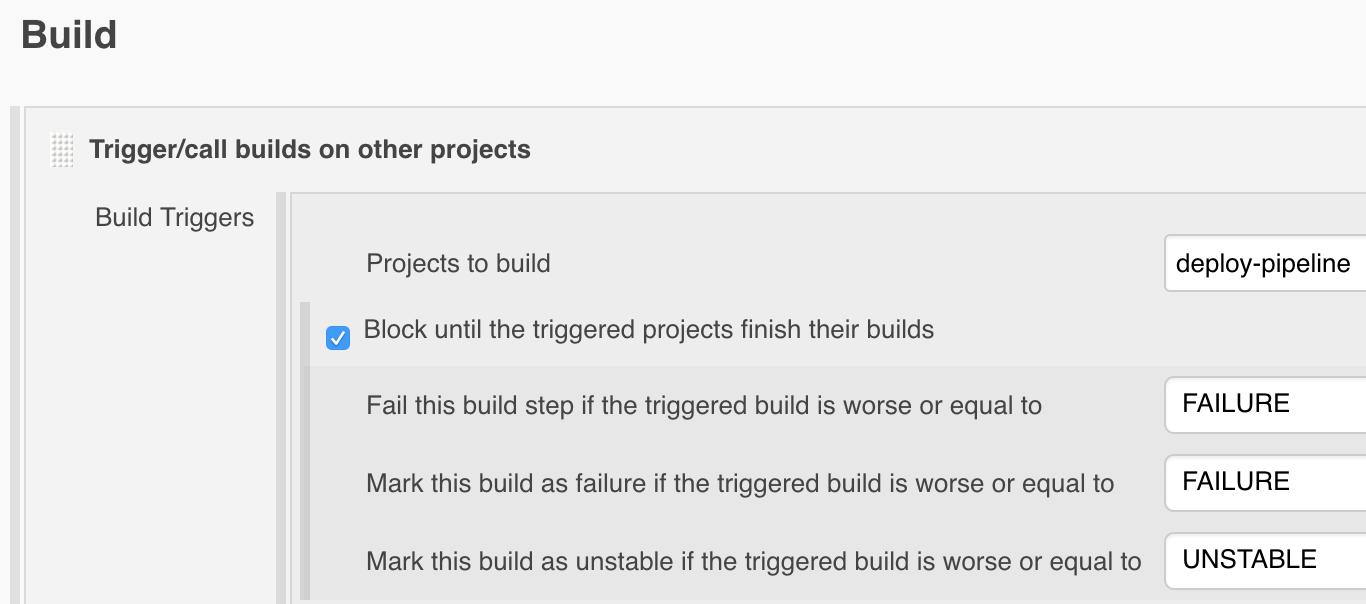 Build
Trigger/call builds on other projects
Build Triggers
Projects to build
deploy-pipeline
Block until the triggered projects finish their builds
Fail this build step if the triggered build is worse or equal to
FAILURE
Mark this build as failure if the triggered build is worse or equal to
FAILURE
Mark this build as unstable if the triggered build is worse or equal to
UNSTABLE